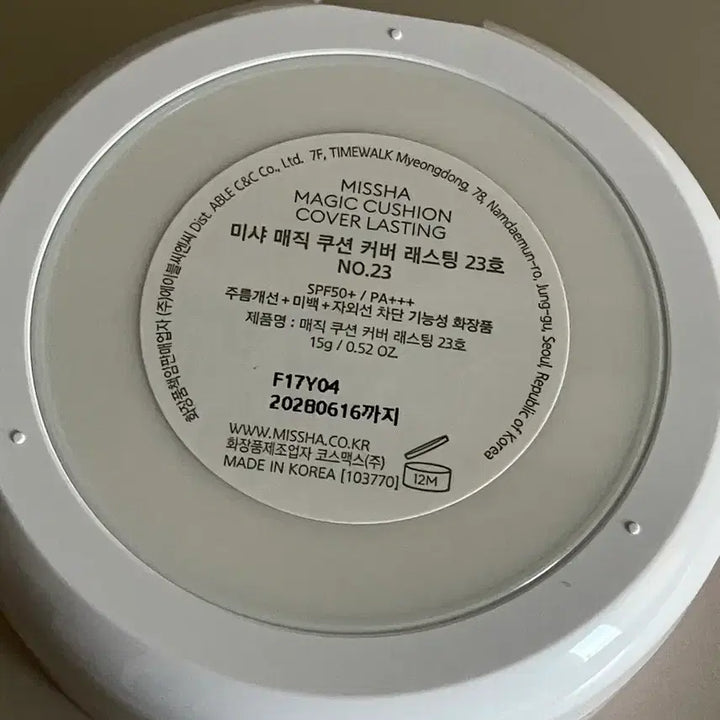 화장품책임판매업자 (주)에이블씨엔씨 Dist. ABLE C&C Co., Ltd. 7F, TIMEWALK Myeongdong, 78, Namdaemun-ro, Jung-gu, Seoul, Republic of Korea
MISSHA
MAGIC CUSHION
COVER LASTING
미샤 매직 쿠션 커버 래스팅 23호
NO.23
SPF50+ / PA+++
주름개선+미백+자외선 차단 기능성 화장품
제품명 : 매직 쿠션 커버 래스팅 23호
15g / 0.52 OZ.
F17Y04
20280616까지
WWW.MISSHA.CO.KR
화장품제조업자 코스맥스(주)
MADE IN KOREA [103770]
12M